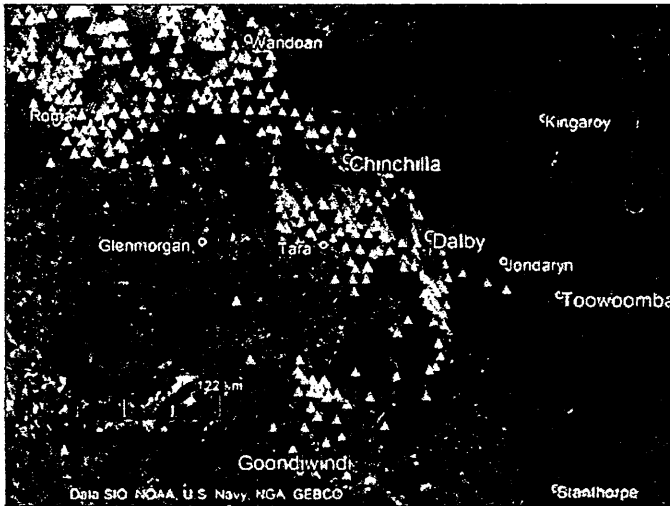 Wandoan
Roma
Kingaroy
Chinchilla
Glenmorgan
Tara
Dalby
Jondaryn
Toowoomba
122 km
Goondiwindi
Data SIO, NOAA, U.S. Navy, NGA, GEBCO
Stanthorpe